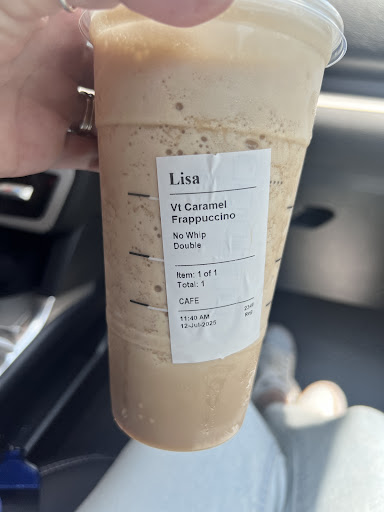 Lisa
Vt Caramel
Frappuccino
No Whip
Double
Item: 1 of 1
Total: 1
CAFE
11:40 AM
12-Jul-2025